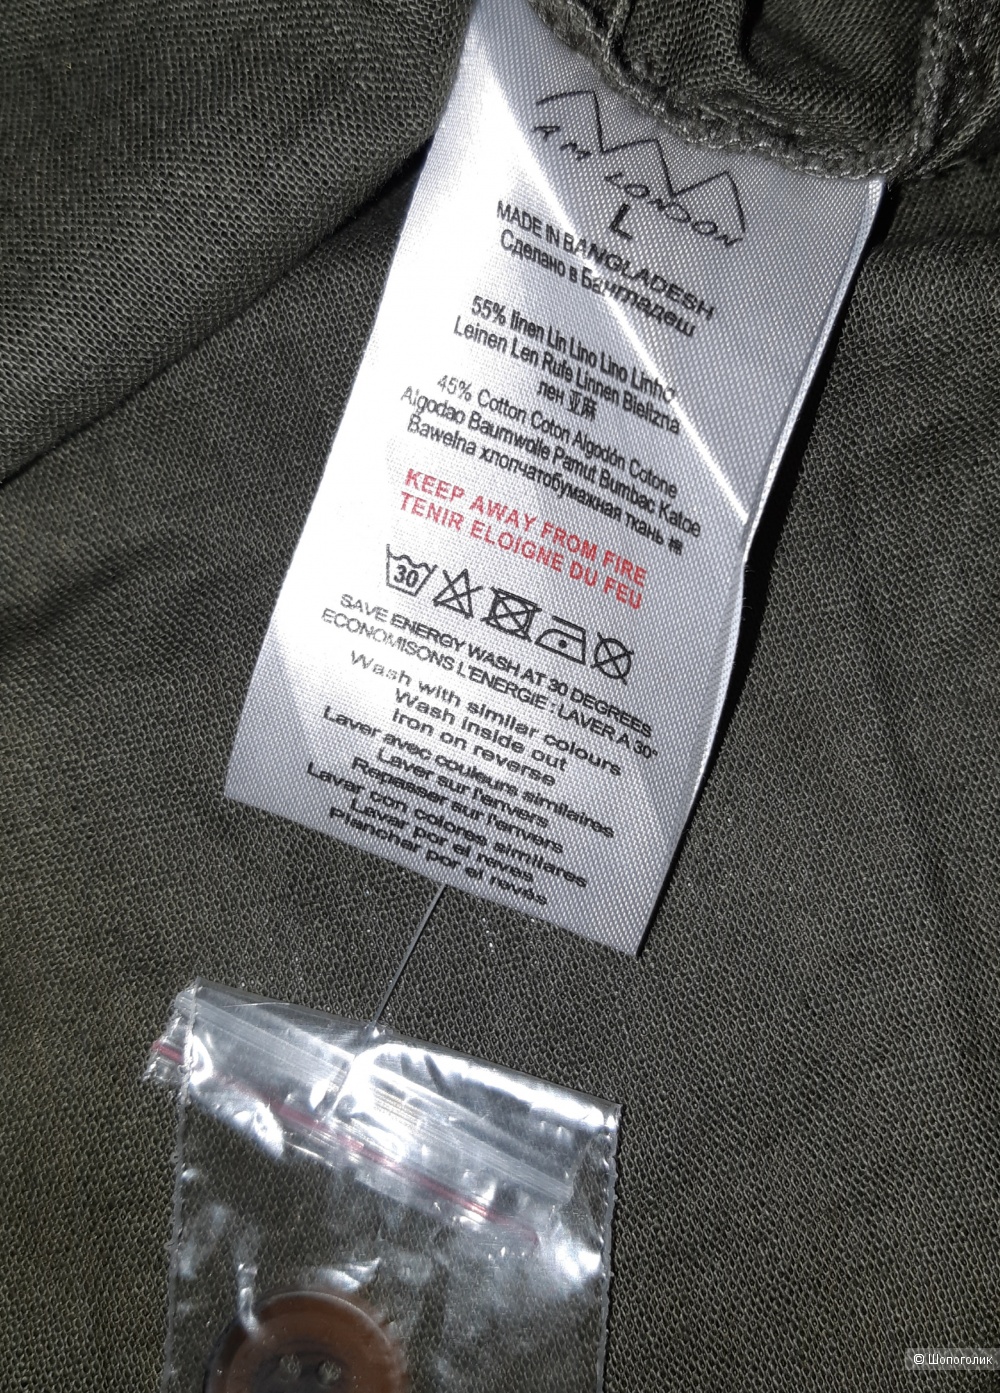 AM LONDON
L
MADE IN BANGLADESH
Сделано в Бангладеш
55% linen Lin Lino Lino Linho
Leinen Len Rufe Linnen Bielizna
лен 亚麻
45% Cotton Coton Algodón Cotone
Algodao Baumwolle Pamut Bumbac Katoe
Bawelna хлопчатобумажная ткань 棉
KEEP AWAY FROM FIRE
TENIR ELOIGNE DU FEU
30
SAVE ENERGY WASH AT 30 DEGREES
ECONOMISONS L'ENERGIE : LAVER A 30°
Wash with similar colours
Wash inside out
Iron on reverse
Laver avec couleurs similaires
Laver sur l'envers
Repasser sur l'envers
Lavar con colores similares
Lavar por el reves
Planchar por el revés
© Шопоголик